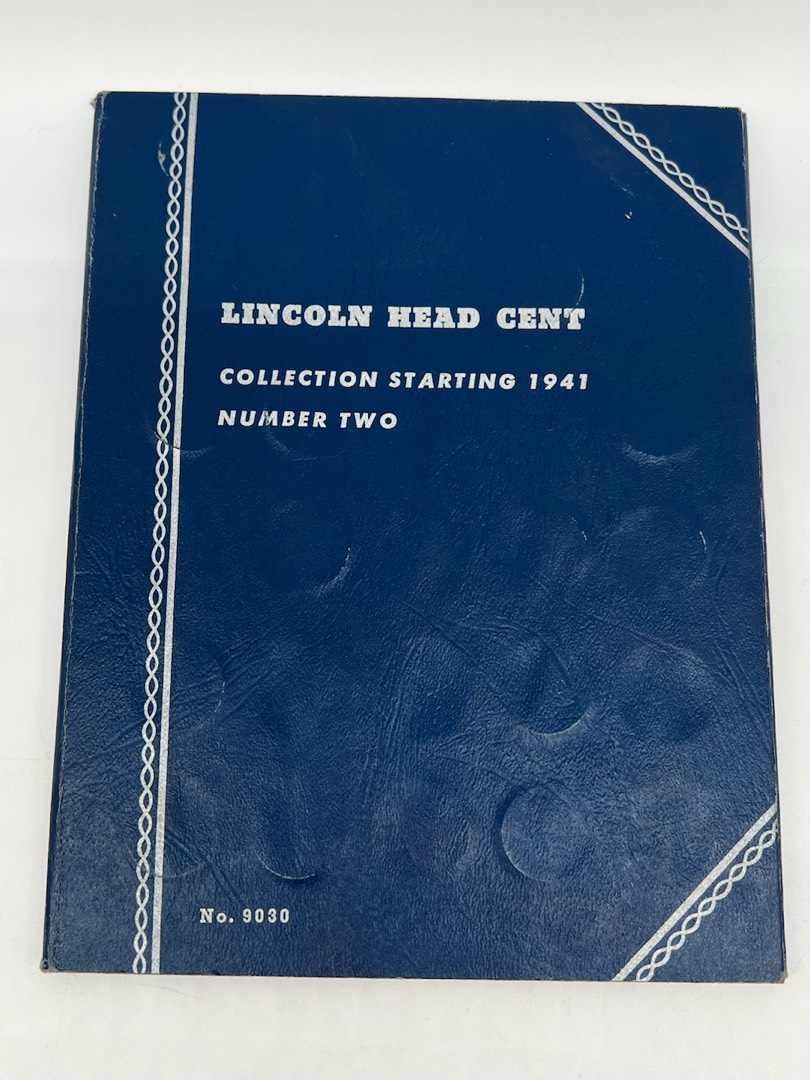 LINCOLN HEAD CENT
COLLECTION STARTING 1941
NUMBER TWO
No. 9030